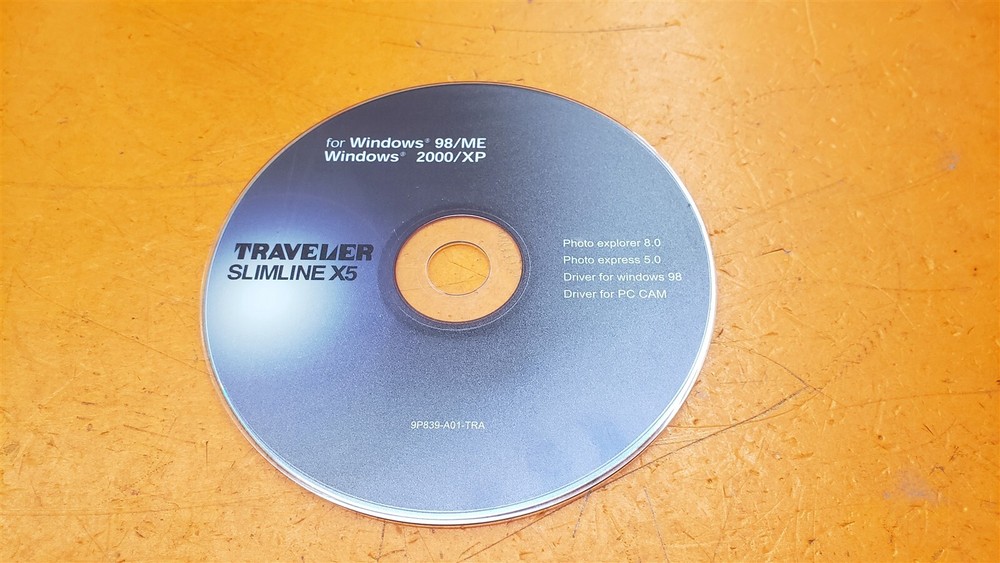 for Windows® 98/ME
Windows® 2000/XP
TRAVELER
SLIMLINE X5
Photo explorer 8.0
Photo express 5.0
Driver for windows 98
Driver for PC CAM
9P839-A01-TRA